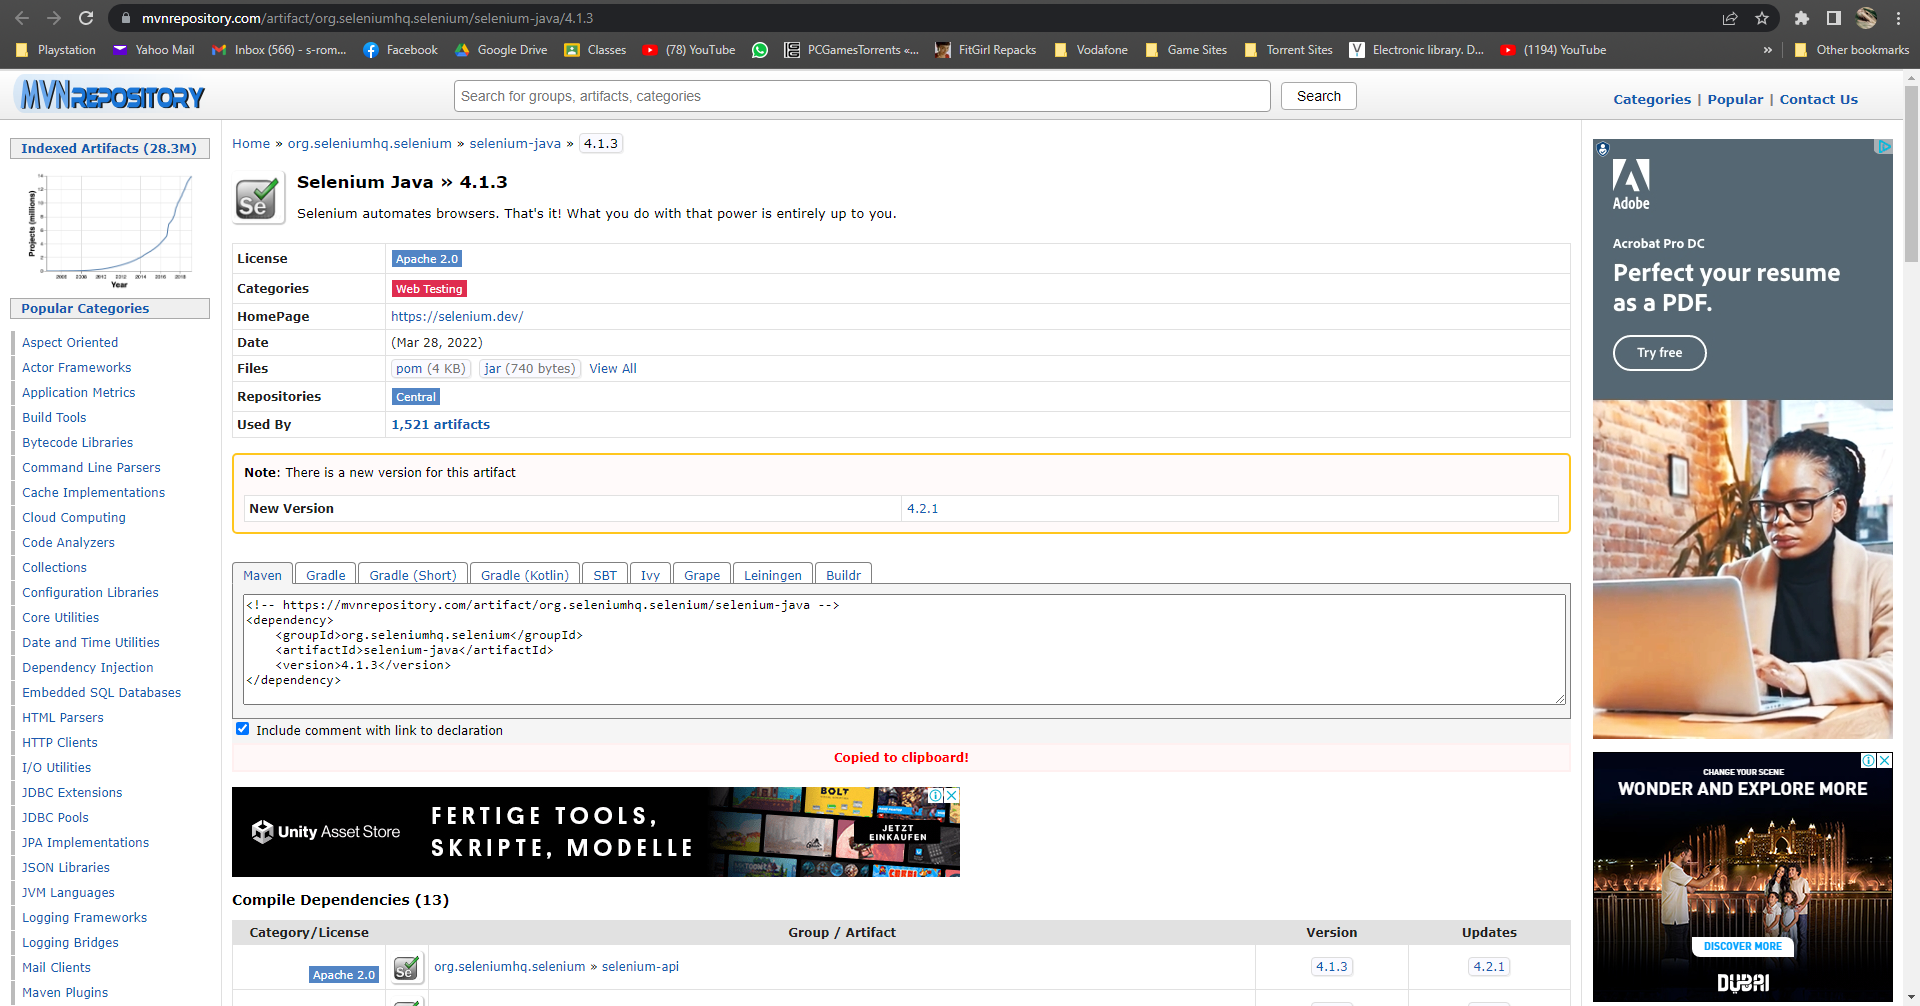 mvnrepository.com/artifact/org.seleniumhq.selenium/selenium-java/4.1.3
Playstation
Yahoo Mail
Inbox (566) - s-rom...
Facebook
Google Drive
Classes
(78) YouTube
PCGamesTorrents «...
FitGirl Repacks
Vodafone
Game Sites
Torrent Sites
Electronic library. D...
(1194) YouTube
»
Other bookmarks
MVNREPOSITORY
Search for groups, artifacts, categories
Search
Categories | Popular | Contact Us
Indexed Artifacts (28.3M)
Projects (millions)
Year
Popular Categories
Aspect Oriented
Actor Frameworks
Application Metrics
Build Tools
Bytecode Libraries
Command Line Parsers
Cache Implementations
Cloud Computing
Code Analyzers
Collections
Configuration Libraries
Core Utilities
Date and Time Utilities
Dependency Injection
Embedded SQL Databases
HTML Parsers
HTTP Clients
I/O Utilities
JDBC Extensions
JDBC Pools
JPA Implementations
JSON Libraries
JVM Languages
Logging Frameworks
Logging Bridges
Mail Clients
Maven Plugins
Home » org.seleniumhq.selenium » selenium-java » 4.1.3
Se
Selenium Java » 4.1.3
Selenium automates browsers. That's it! What you do with that power is entirely up to you.
License Apache 2.0
Categories Web Testing
HomePage https://selenium.dev/
Date (Mar 28, 2022)
Files pom (4 KB) jar (740 bytes) View All
Repositories Central
Used By 1,521 artifacts
Note: There is a new version for this artifact
New Version 4.2.1
Maven Gradle Gradle (Short) Gradle (Kotlin) SBT Ivy Grape Leiningen Buildr
<!-- https://mvnrepository.com/artifact/org.seleniumhq.selenium/selenium-java -->
<dependency>
    <groupId>org.seleniumhq.selenium</groupId>
    <artifactId>selenium-java</artifactId>
    <version>4.1.3</version>
</dependency>
Include comment with link to declaration
Copied to clipboard!
Unity Asset Store
FERTIGE TOOLS,
SKRIPTE, MODELLE
BOLT
JETZT
EINKAUFEN
Compile Dependencies (13)
Category/License Group / Artifact Version Updates
Apache 2.0 Se org.seleniumhq.selenium » selenium-api 4.1.3 4.2.1
Adobe
Acrobat Pro DC
Perfect your resume
as a PDF.
Try free
CHANGE YOUR SCENE
WONDER AND EXPLORE MORE
DISCOVER MORE
DUBAI